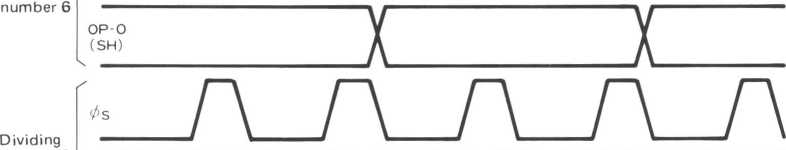 number 6
OP-O
(SH)
φS
Dividing